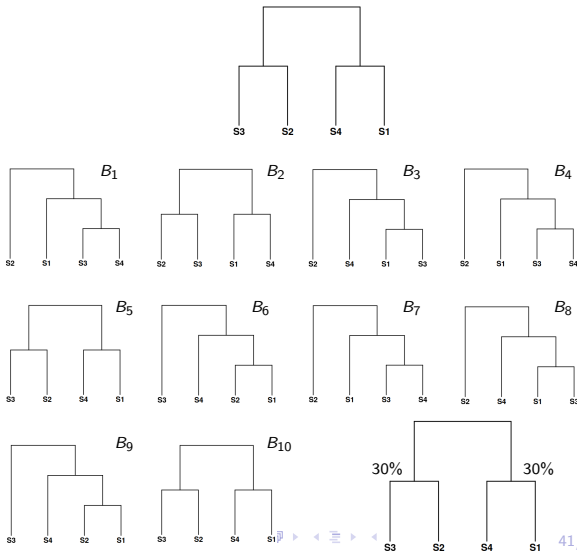 S3 S2 S4 S1
B1 B2 B3 B4
S2 S1 S3 S4 S2 S3 S1 S4 S2 S4 S1 S3 S2 S1 S3 S4
B5 B6 B7 B8
S3 S2 S4 S1 S3 S4 S2 S1 S2 S1 S3 S4 S2 S4 S1 S3
B9 B10
30% 30%
S3 S4 S2 S1 S3 S2 S4 S1
S3 S2 S4 S1
41